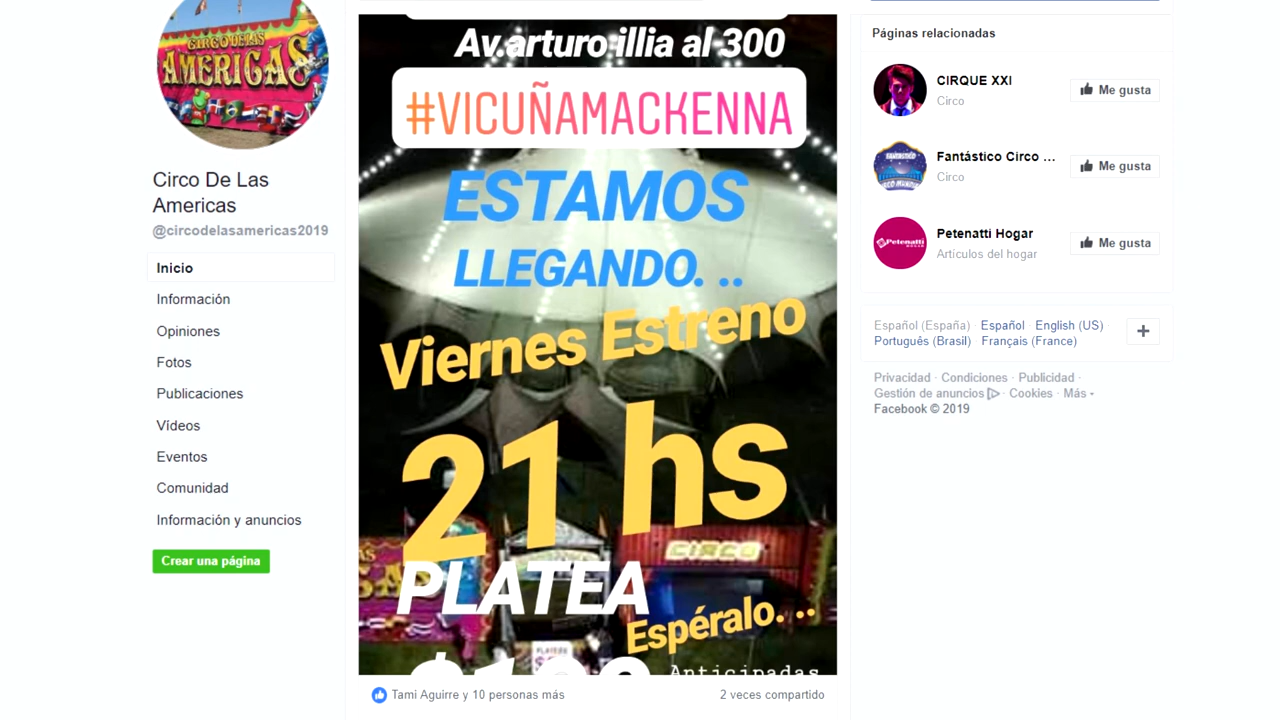 CIRCO DE LAS
AMERICAS
Circo De Las
Americas
@circodelasamericas2019
Inicio
Información
Opiniones
Fotos
Publicaciones
Vídeos
Eventos
Comunidad
Información y anuncios
Crear una página
Av.arturo illia al 300
#VICUÑAMACKENNA
ESTAMOS
LLEGANDO. ..
Viernes Estreno
21 hs
CIRCO
PLATEA
Espéralo. ..
Anticipadas
Tami Aguirre y 10 personas más
2 veces compartido
Páginas relacionadas
CIRQUE XXI
Circo
Me gusta
Fantástico Circo ...
Circo
Me gusta
Petenatti
Petenatti Hogar
Artículos del hogar
Me gusta
Español (España) · Español · English (US) ·
Português (Brasil) · Français (France)
Privacidad · Condiciones · Publicidad ·
Gestión de anuncios · Cookies · Más
Facebook © 2019